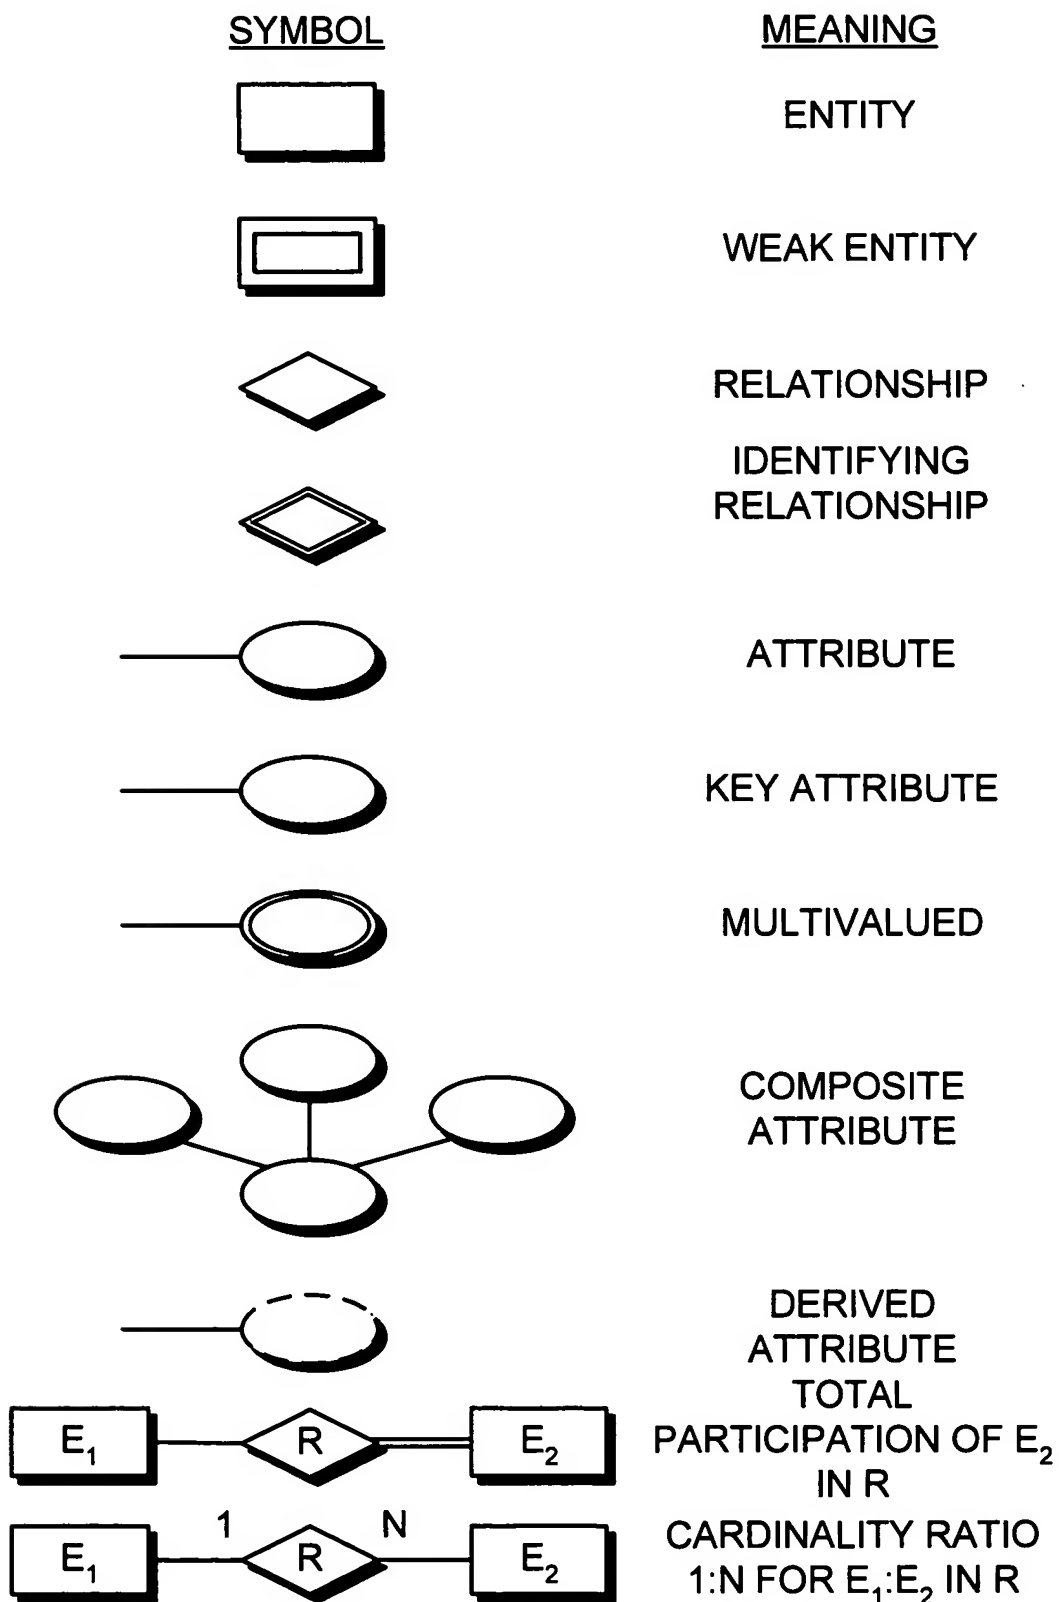 SYMBOL MEANING
ENTITY
WEAK ENTITY
RELATIONSHIP
IDENTIFYING
RELATIONSHIP
ATTRIBUTE
KEY ATTRIBUTE
MULTIVALUED
COMPOSITE
ATTRIBUTE
DERIVED
ATTRIBUTE
E₁ R E₂
TOTAL
PARTICIPATION OF E₂
IN R
E₁ 1 R N E₂
CARDINALITY RATIO
1:N FOR E₁:E₂ IN R